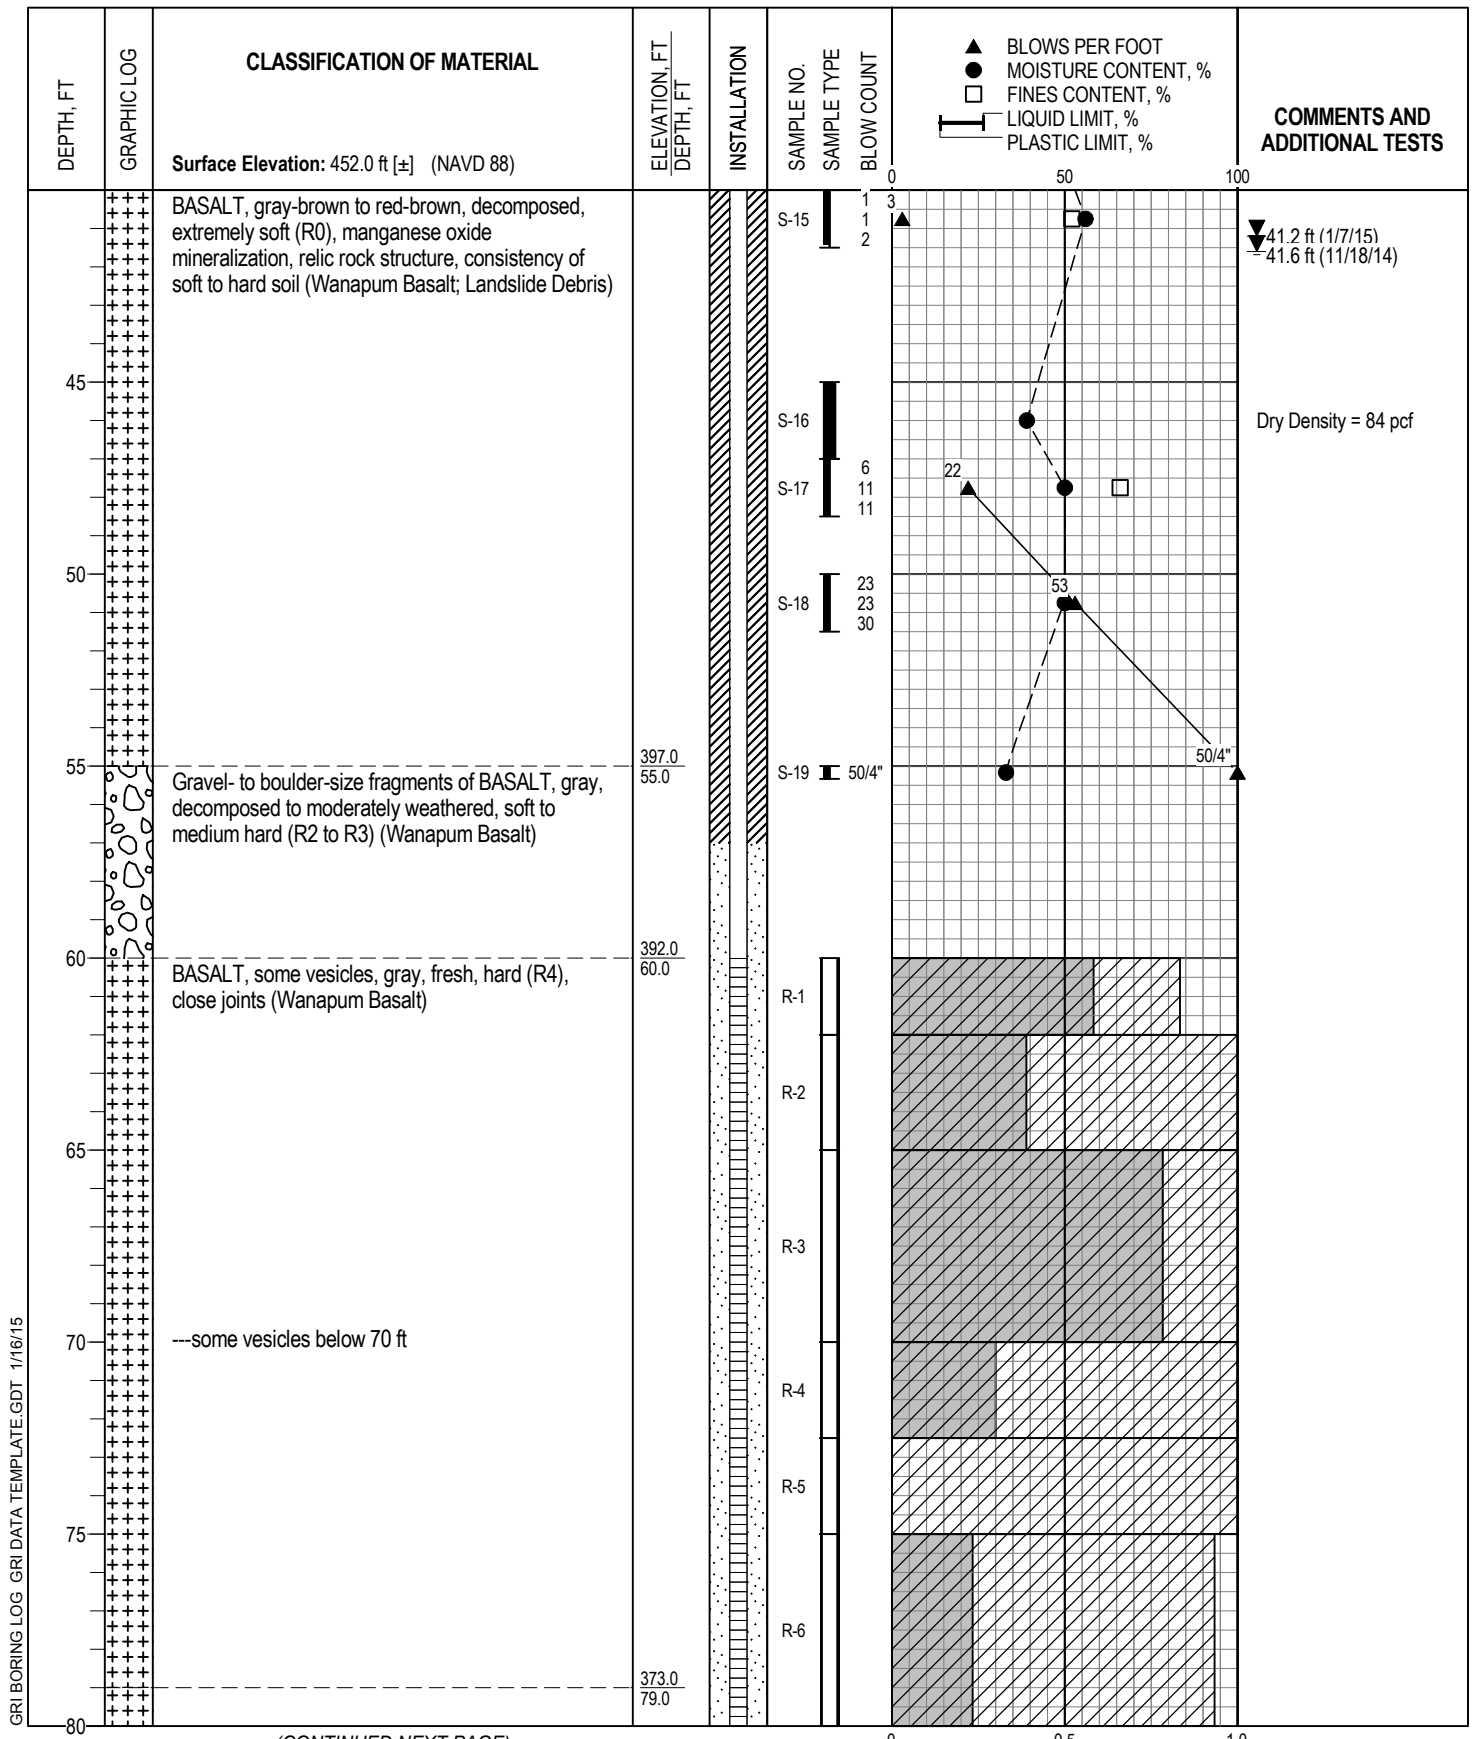 DEPTH, FT
GRAPHIC LOG
CLASSIFICATION OF MATERIAL
Surface Elevation: 452.0 ft [±] (NAVD 88)
ELEVATION, FT
DEPTH, FT
INSTALLATION
SAMPLE NO.
SAMPLE TYPE
BLOW COUNT
BLOWS PER FOOT
MOISTURE CONTENT, %
FINES CONTENT, %
LIQUID LIMIT, %
PLASTIC LIMIT, %
0 50 100
COMMENTS AND
ADDITIONAL TESTS
BASALT, gray-brown to red-brown, decomposed,
extremely soft (R0), manganese oxide
mineralization, relic rock structure, consistency of
soft to hard soil (Wanapum Basalt; Landslide Debris)
S-15
1
1
2
3
41.2 ft (1/7/15)
41.6 ft (11/18/14)
45
S-16
Dry Density = 84 pcf
S-17
6
11
11
22
50
S-18
23
23
30
53
55
397.0
55.0
S-19
50/4"
50/4"
Gravel- to boulder-size fragments of BASALT, gray,
decomposed to moderately weathered, soft to
medium hard (R2 to R3) (Wanapum Basalt)
60
392.0
60.0
BASALT, some vesicles, gray, fresh, hard (R4),
close joints (Wanapum Basalt)
R-1
R-2
65
R-3
70
---some vesicles below 70 ft
R-4
R-5
75
R-6
373.0
79.0
80
(CONTINUED NEXT PAGE)
0 0.5 1.0
GRI BORING LOG GRI DATA TEMPLATE.GDT 1/16/15